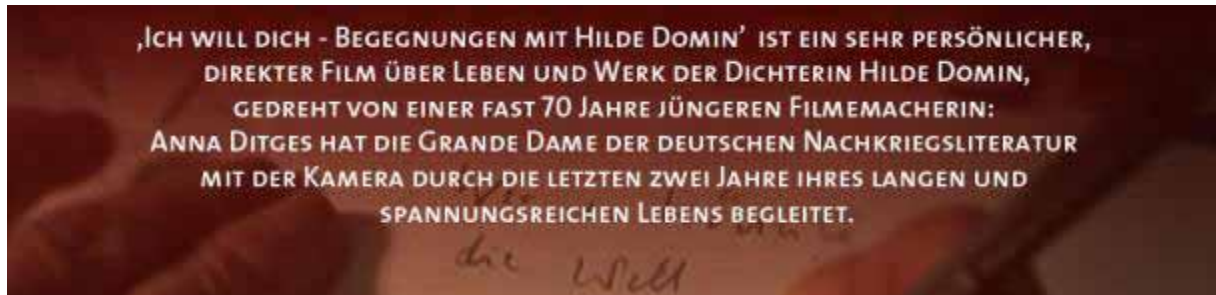 ‚Ich will dich - Begegnungen mit Hilde Domin’ ist ein sehr persönlicher,
direkter Film über Leben und Werk der Dichterin Hilde Domin,
gedreht von einer fast 70 Jahre jüngeren Filmemacherin:
Anna Ditges hat die Grande Dame der deutschen Nachkriegsliteratur
mit der Kamera durch die letzten zwei Jahre ihres langen und
spannungsreichen Lebens begleitet.
die Welt